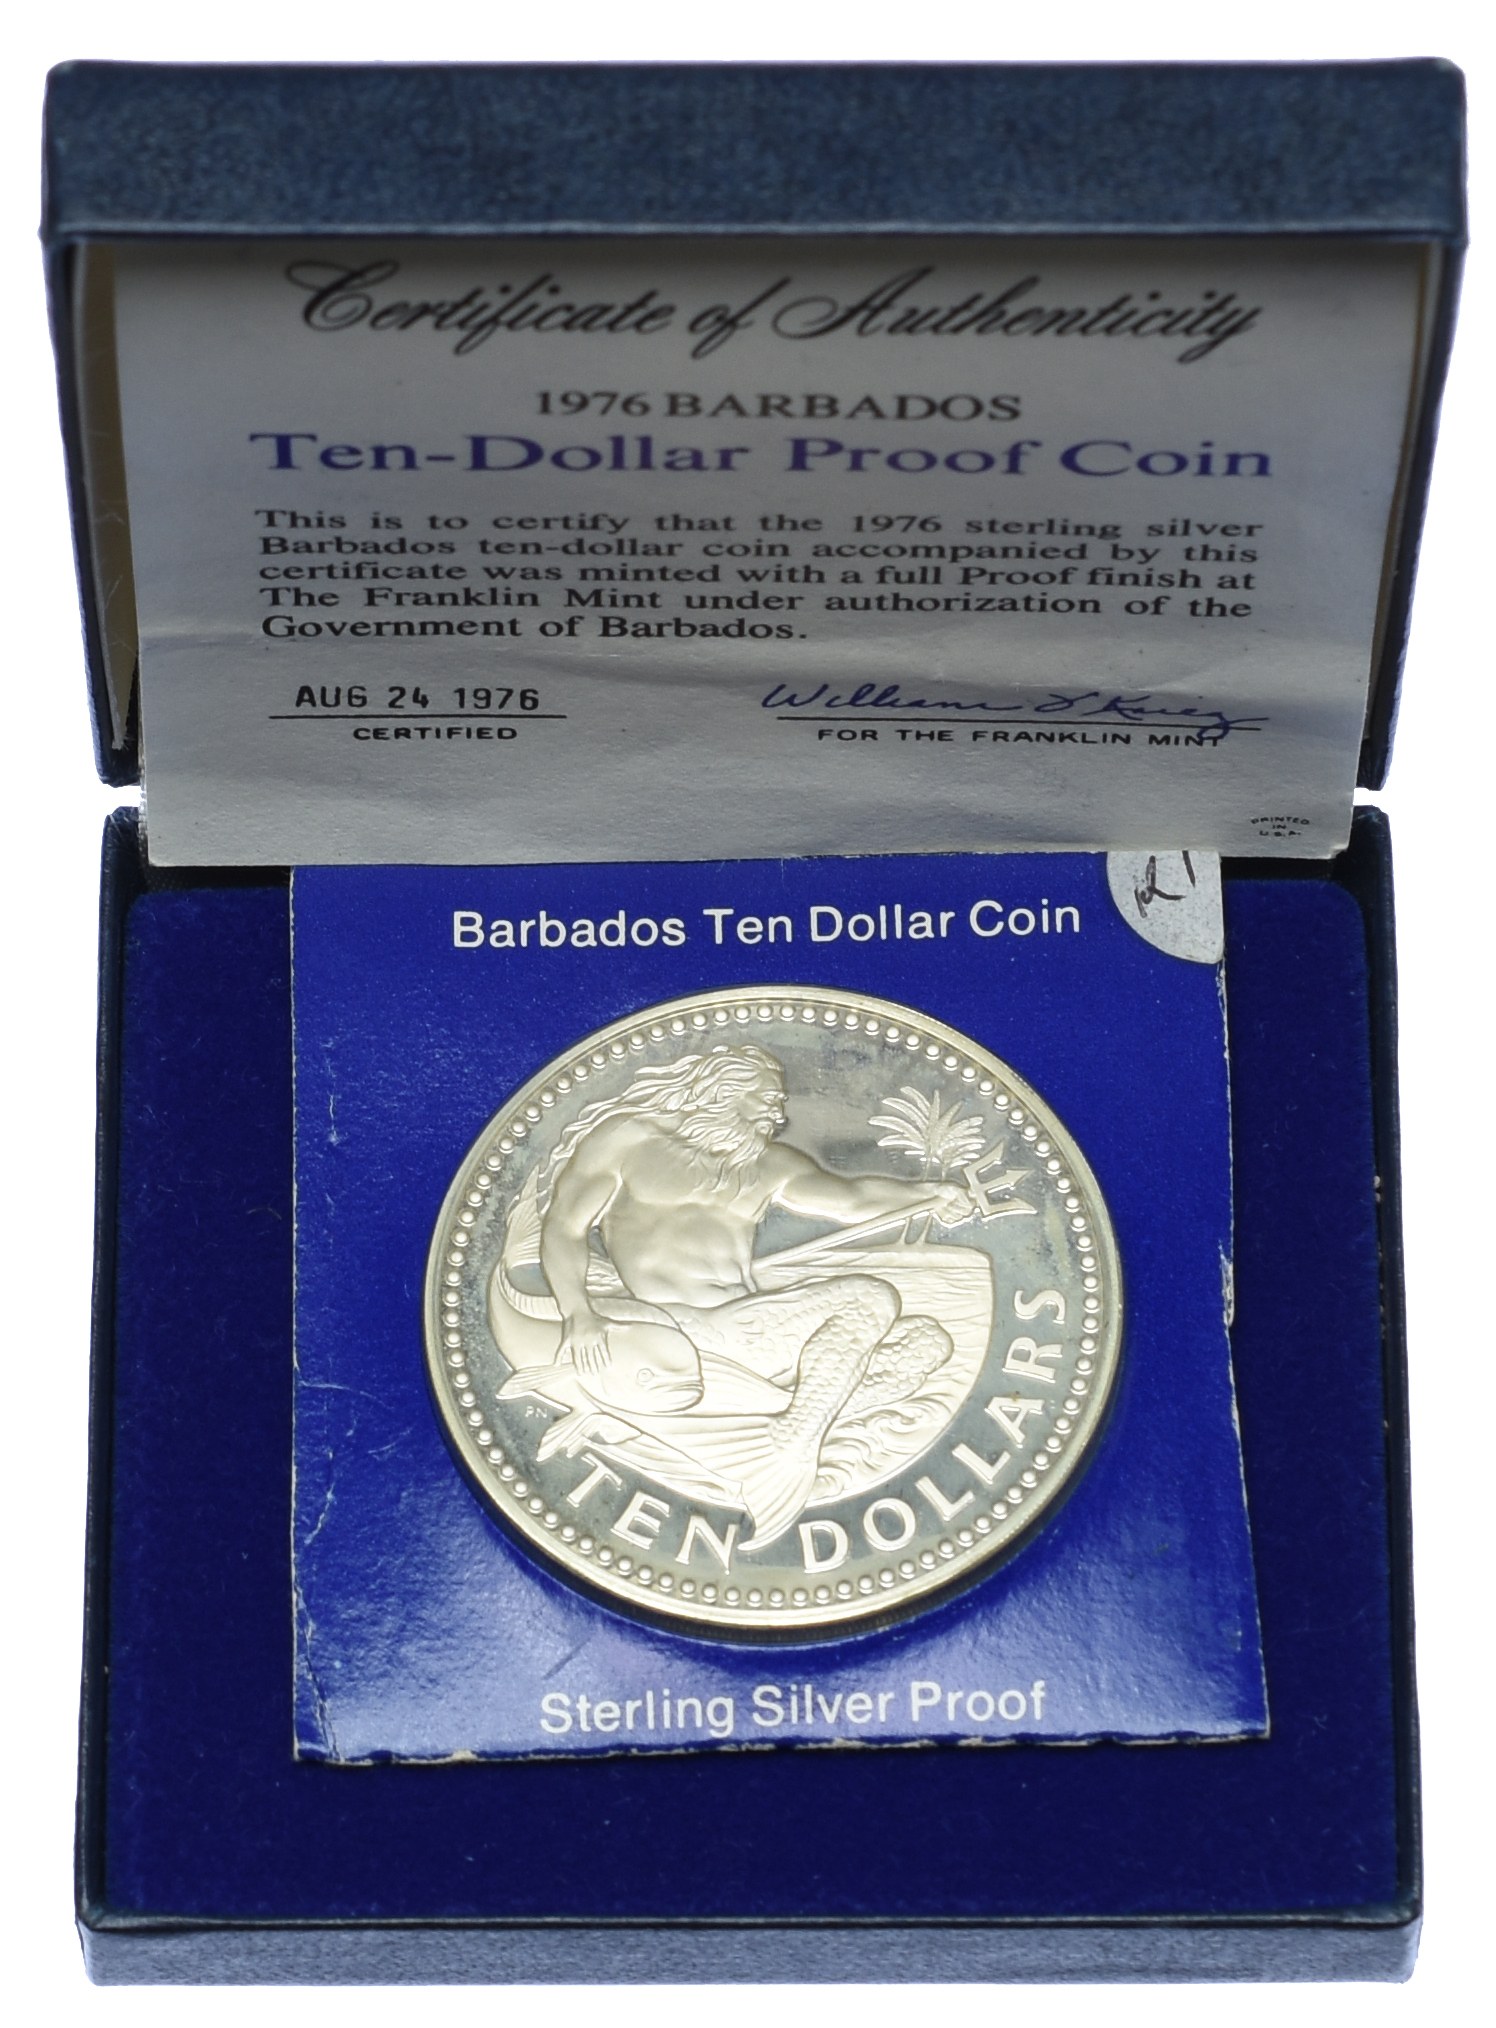 Certificate of Authenticity
1976 BARBADOS
Ten-Dollar Proof Coin
This is to certify that the 1976 sterling silver
Barbados ten-dollar coin accompanied by this
certificate was minted with a full Proof finish at
The Franklin Mint under authorization of the
Government of Barbados.
AUG 24 1976
CERTIFIED
William
FOR THE FRANKLIN MINT
PRINTED
IN
U.S.A.
Barbados Ten Dollar Coin
PN
TEN DOLLARS
Sterling Silver Proof